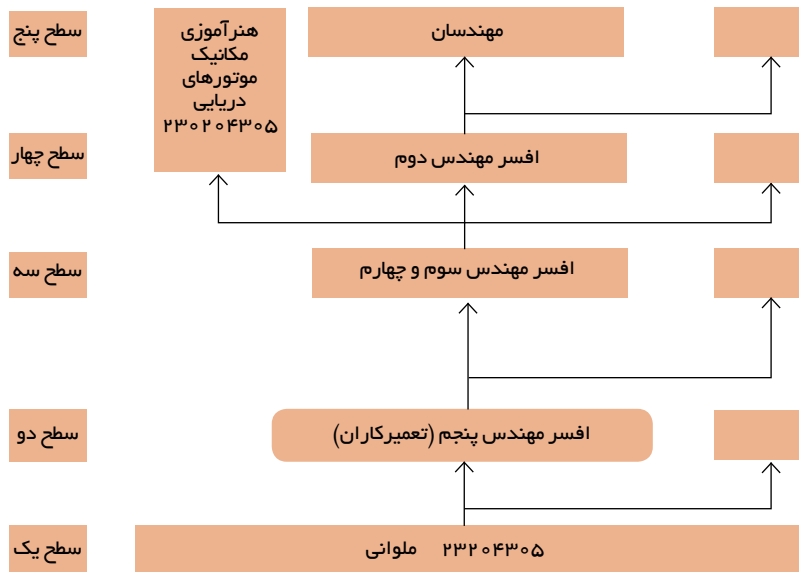 سطح پنج
هنرآموزی
مکانیک
موتورهای
دریایی
۲۳۰۲۰۴۳۰۵
مهندسان
سطح چهار
افسر مهندس دوم
سطح سه
افسر مهندس سوم و چهارم
سطح دو
افسر مهندس پنجم (تعمیرکاران)
سطح یک
ملوانی ۲۳۲۰۴۳۰۵